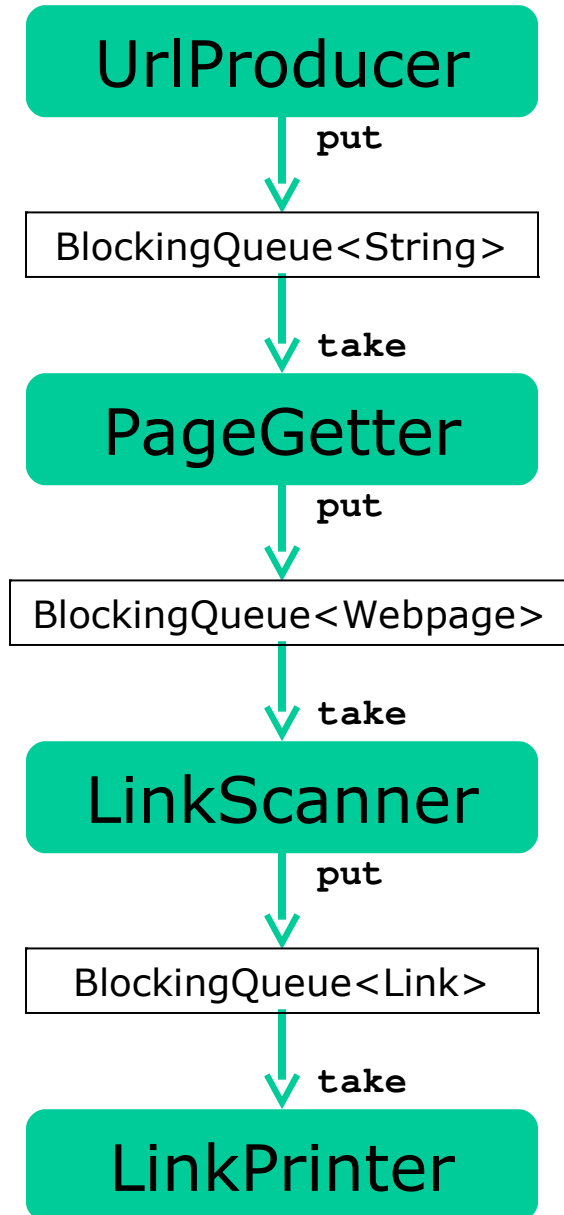 UrlProducer
put
BlockingQueue<String>
take
PageGetter
put
BlockingQueue<Webpage>
take
LinkScanner
put
BlockingQueue<Link>
take
LinkPrinter